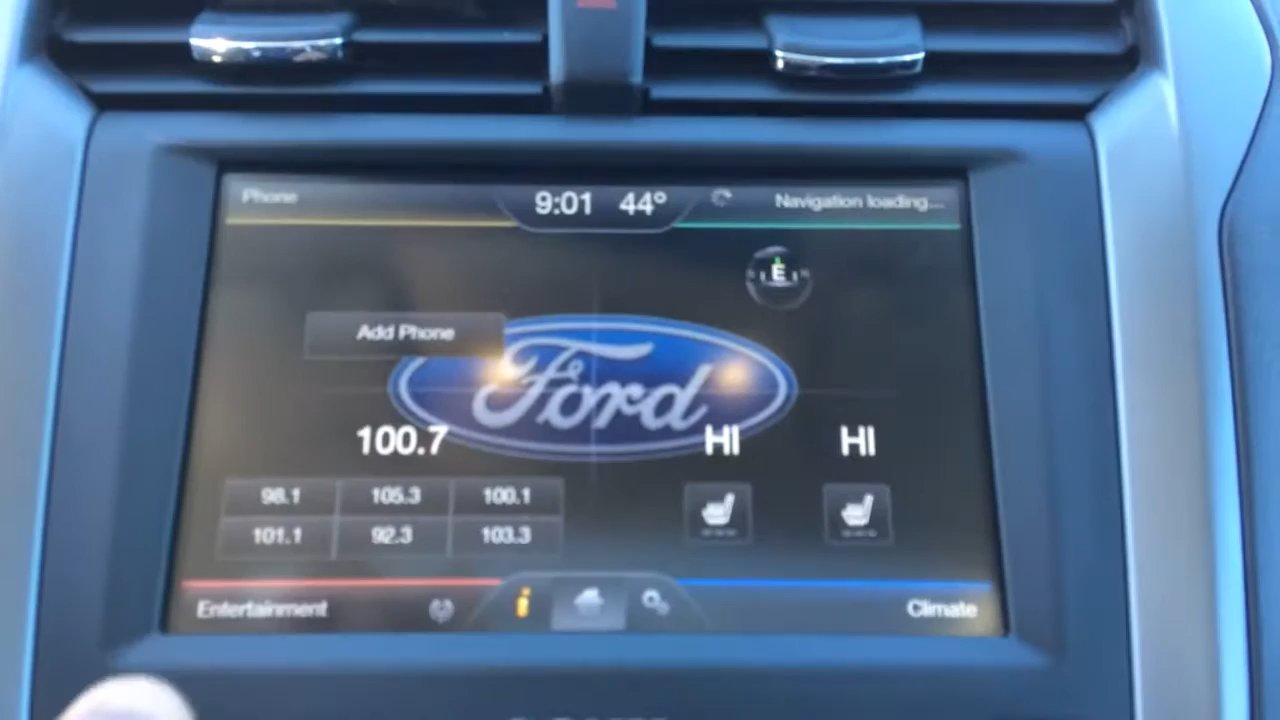 Phone
9:01 44°
Navigation loading...
E
Add Phone
Ford
100.7
HI HI
98.1 105.3 100.1
101.1 92.3 103.3
Entertainment
Climate